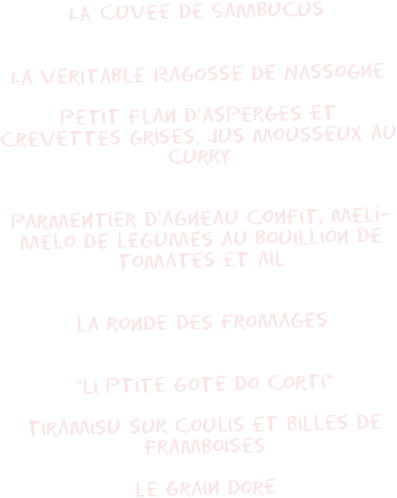 LA CUVEE DE SAMBUCUS
LA VERITABLE RAGOSSE DE NASSOGNE
PETIT FLAN D'ASPERGES ET
CREVETTES GRISES, JUS MOUSSEUX AU
CURRY
PARMENTIER D'AGNEAU CONFIT, MELI-
MELO DE LEGUMES AU BOUILLION DE
TOMATES ET AIL
LA RONDE DES FROMAGES
"LI PTITE GOTE DO CORTI"
TIRAMISU SUR COULIS ET BILLES DE
FRAMBOISES
LE GRAIN DORE